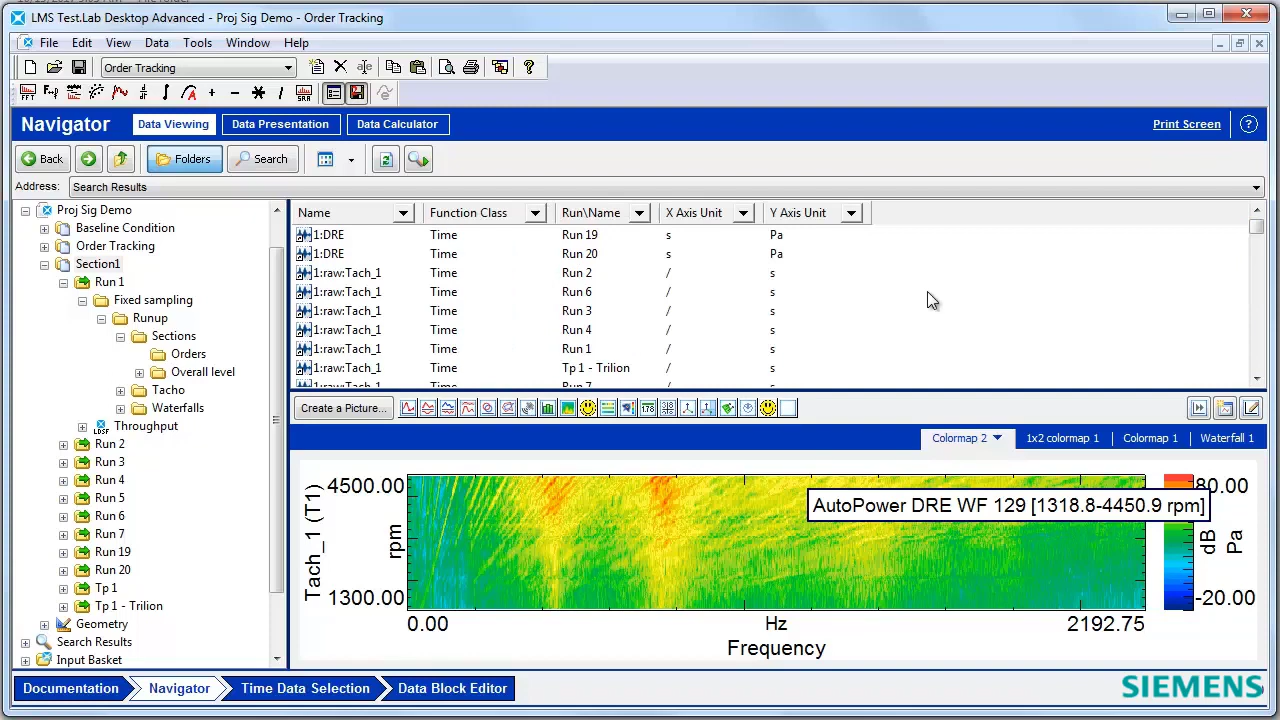 LMS Test.Lab Desktop Advanced - Proj Sig Demo - Order Tracking
File Edit View Data Tools Window Help
Order Tracking
Navigator Data Viewing Data Presentation Data Calculator Print Screen ?
Back Folders Search
Address: Search Results
Proj Sig Demo
Baseline Condition
Order Tracking
Section1
Run 1
Fixed sampling
Runup
Sections
Orders
Overall level
Tacho
Waterfalls
LDSF Throughput
Run 2
Run 3
Run 4
Run 5
Run 6
Run 7
Run 19
Run 20
Tp 1
Tp 1 - Trilion
Geometry
Search Results
Input Basket
Name Function Class Run\Name X Axis Unit Y Axis Unit
1:DRE Time Run 19 s Pa
1:DRE Time Run 20 s Pa
1:raw:Tach_1 Time Run 2 / s
1:raw:Tach_1 Time Run 6 / s
1:raw:Tach_1 Time Run 3 / s
1:raw:Tach_1 Time Run 4 / s
1:raw:Tach_1 Time Run 1 / s
1:raw:Tach_1 Time Tp 1 - Trilion / s
1:raw:Tach_1 Time Run 7 / s
Create a Picture...
Colormap 2 1x2 colormap 1 Colormap 1 Waterfall 1
4500.00
1300.00
Tach_1 (T1)
rpm
AutoPower DRE WF 129 [1318.8-4450.9 rpm]
80.00
-20.00
dB
Pa
0.00 Hz 2192.75
Frequency
Documentation Navigator Time Data Selection Data Block Editor
SIEMENS